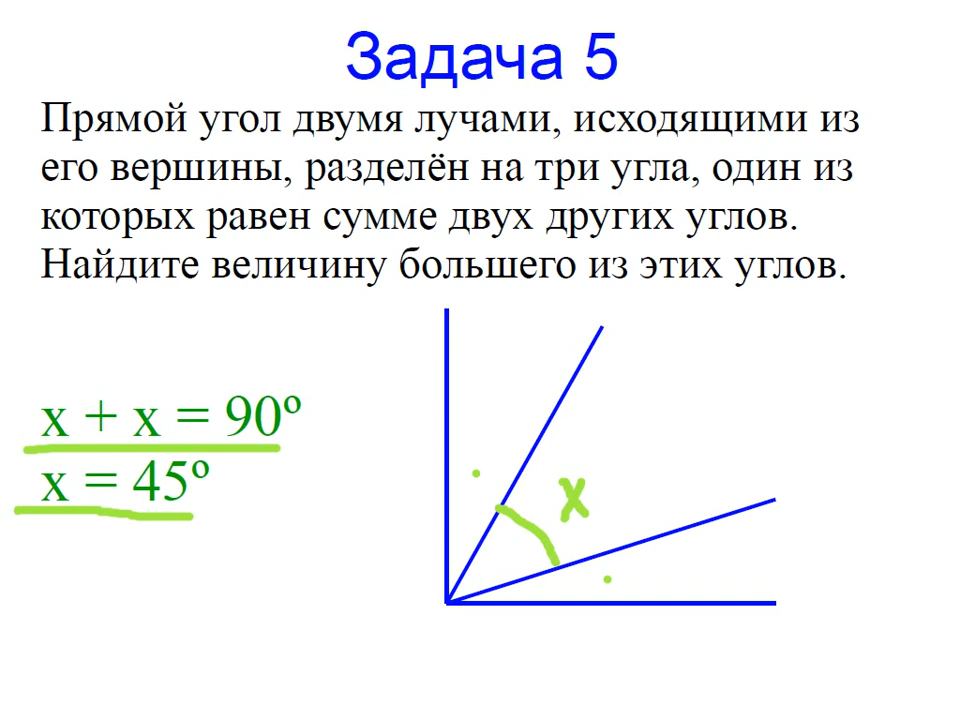 Задача 5
Прямой угол двумя лучами, исходящими из
его вершины, разделён на три угла, один из
которых равен сумме двух других углов.
Найдите величину большего из этих углов.
x + x = 90º
x = 45º
x